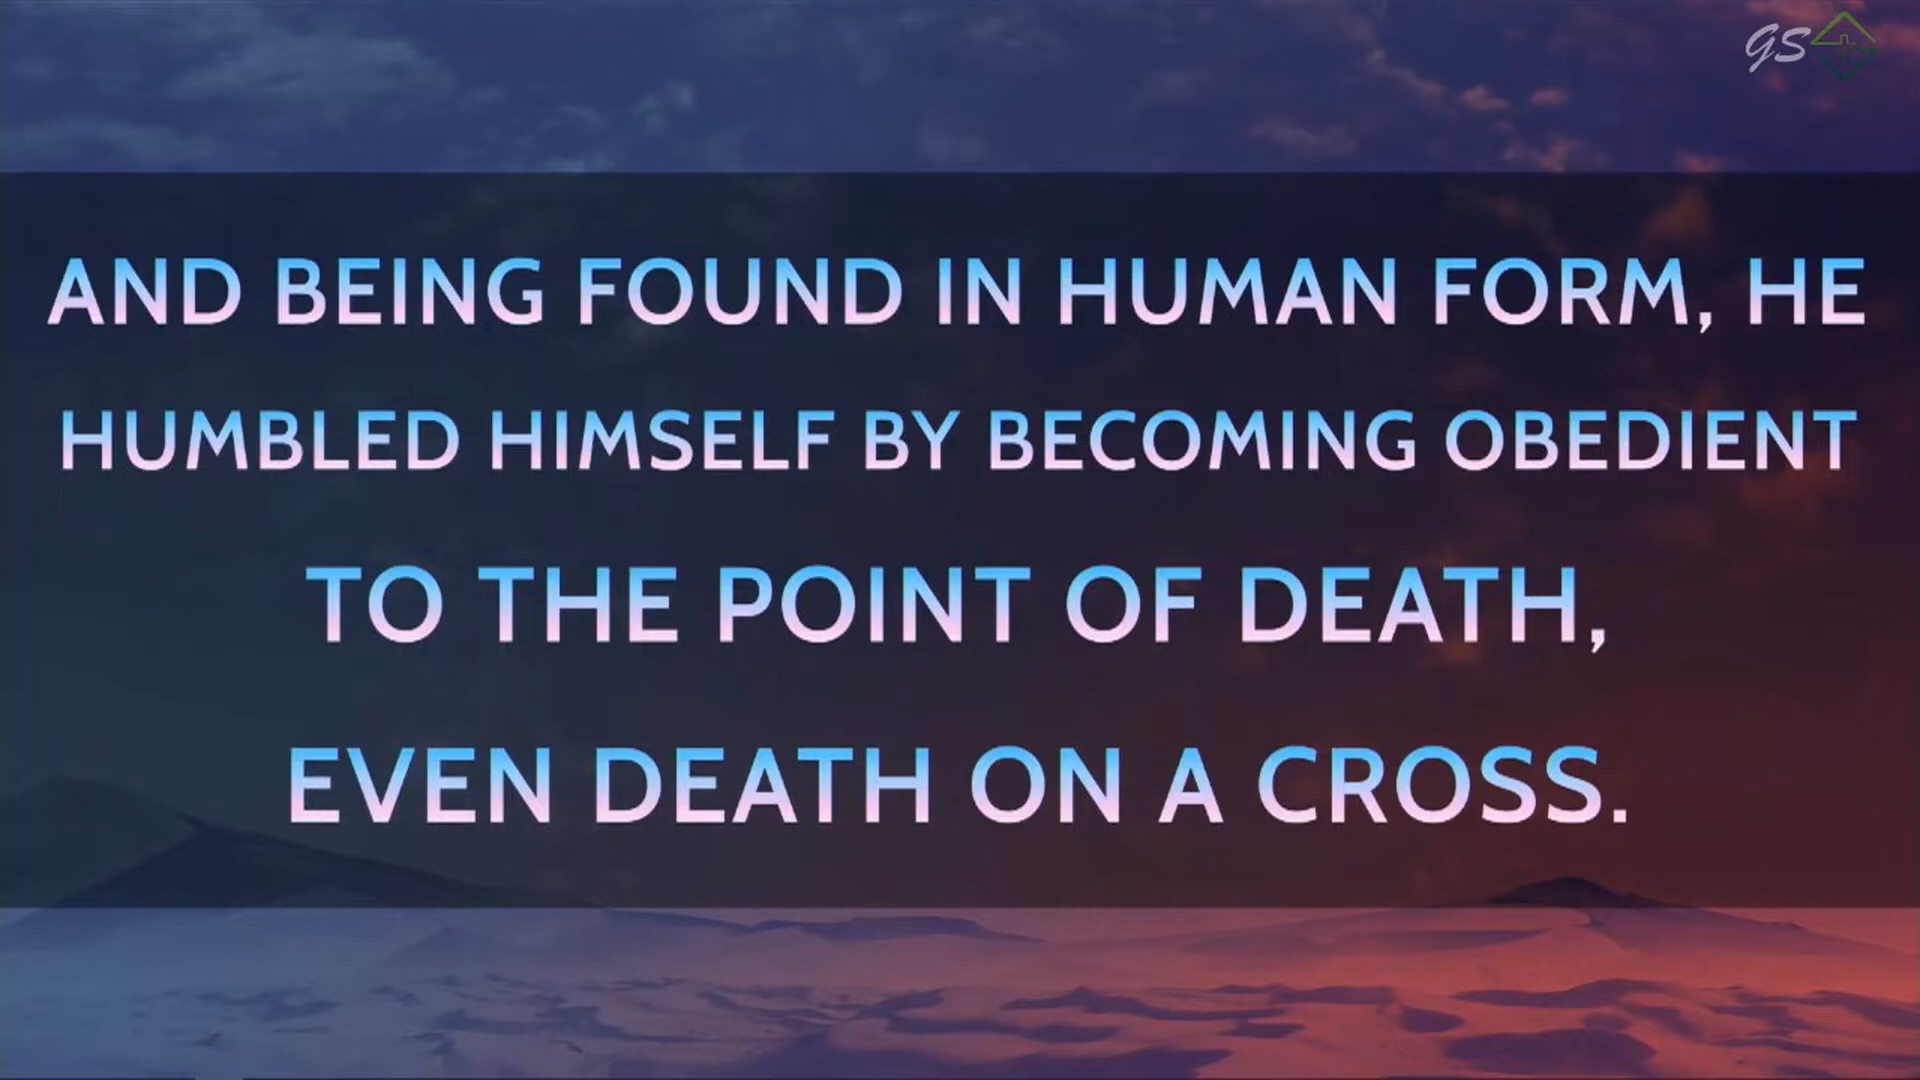 GS
AND BEING FOUND IN HUMAN FORM, HE
HUMBLED HIMSELF BY BECOMING OBEDIENT
TO THE POINT OF DEATH,
EVEN DEATH ON A CROSS.